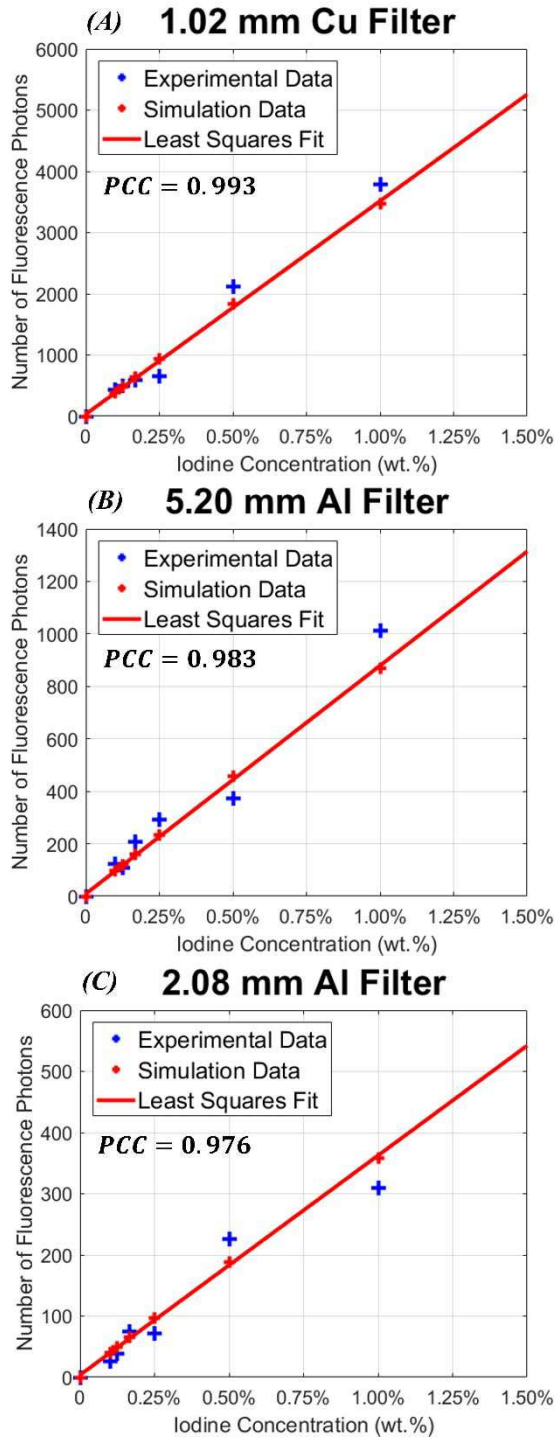 (A) 1.02 mm Cu Filter
6000
Experimental Data
5000
Simulation Data
Least Squares Fit
4000
PCC = 0.993
3000
2000
1000
0
Number of Fluorescence Photons
0 0.25% 0.50% 0.75% 1.00% 1.25% 1.50%
Iodine Concentration (wt.%)
(B) 5.20 mm Al Filter
1400
Experimental Data
1200
Simulation Data
Least Squares Fit
1000
PCC = 0.983
800
600
400
200
0
Number of Fluorescence Photons
0 0.25% 0.50% 0.75% 1.00% 1.25% 1.50%
Iodine Concentration (wt.%)
(C) 2.08 mm Al Filter
600
Experimental Data
Simulation Data
500
Least Squares Fit
400
PCC = 0.976
300
200
100
0
Number of Fluorescence Photons
0 0.25% 0.50% 0.75% 1.00% 1.25% 1.50%
Iodine Concentration (wt.%)